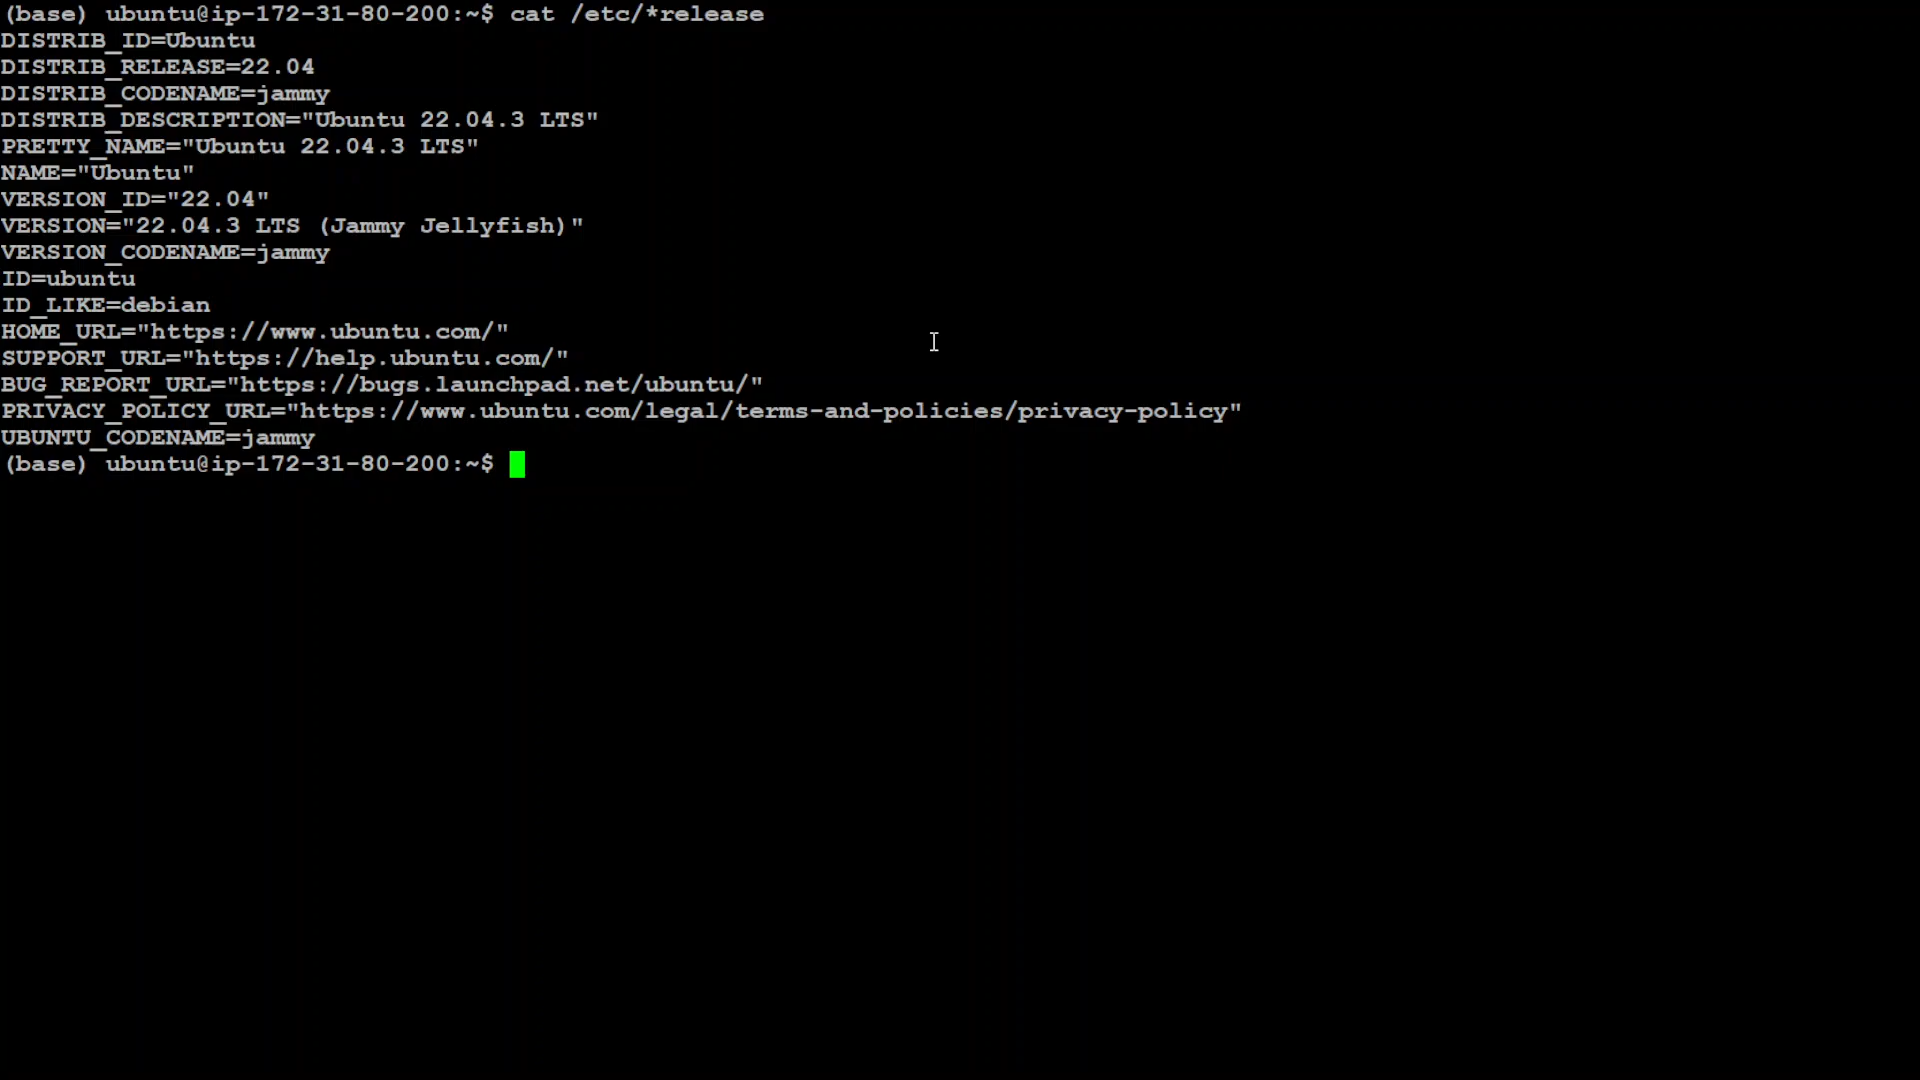 (base) ubuntu@ip-172-31-80-200:~$ cat /etc/*release
DISTRIB_ID=Ubuntu
DISTRIB_RELEASE=22.04
DISTRIB_CODENAME=jammy
DISTRIB_DESCRIPTION="Ubuntu 22.04.3 LTS"
PRETTY_NAME="Ubuntu 22.04.3 LTS"
NAME="Ubuntu"
VERSION_ID="22.04"
VERSION="22.04.3 LTS (Jammy Jellyfish)"
VERSION_CODENAME=jammy
ID=ubuntu
ID_LIKE=debian
HOME_URL="https://www.ubuntu.com/"
SUPPORT_URL="https://help.ubuntu.com/"
BUG_REPORT_URL="https://bugs.launchpad.net/ubuntu/"
PRIVACY_POLICY_URL="https://www.ubuntu.com/legal/terms-and-policies/privacy-policy"
UBUNTU_CODENAME=jammy
(base) ubuntu@ip-172-31-80-200:~$